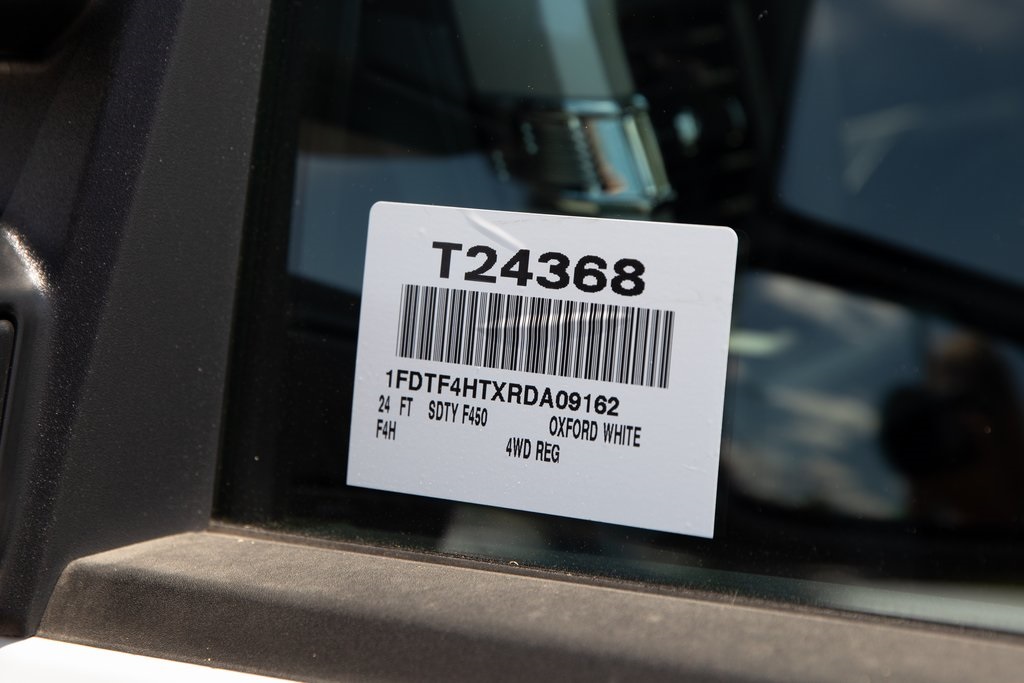 T24368
1FDTF4HTXRDA09162
24 FT SDTY F450 OXFORD WHITE
F4H 4WD REG